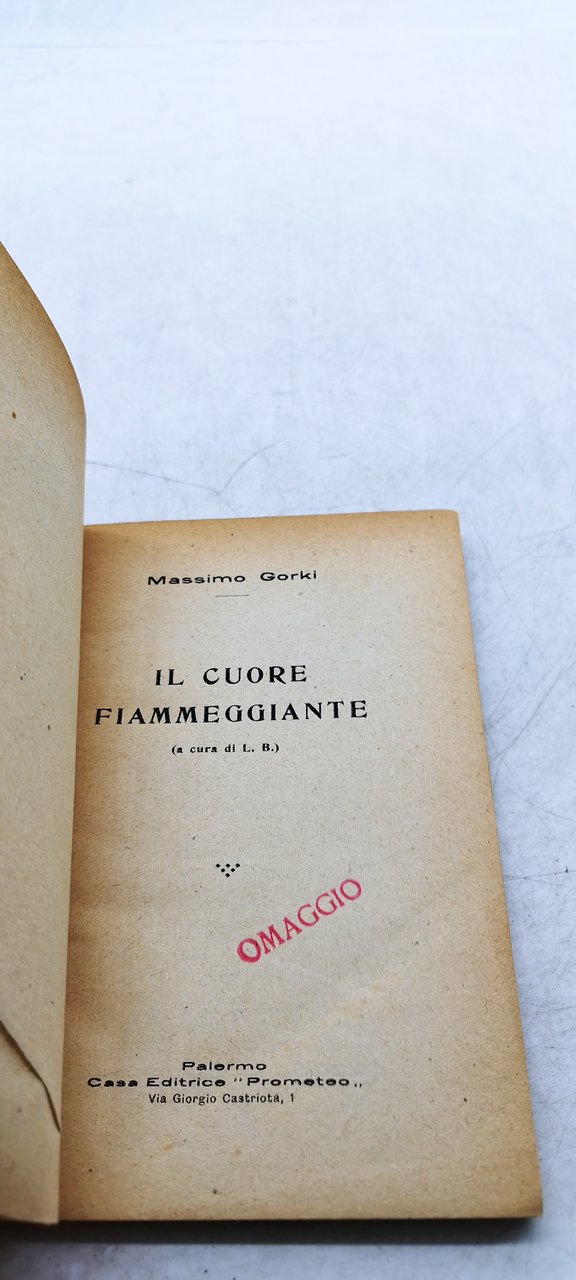 Massimo Gorki
IL CUORE
FIAMMEGGIANTE
(a cura di L. B.)
OMAGGIO
Palermo
Casa Editrice "Prometeo„
Via Giorgio Castriota, 1